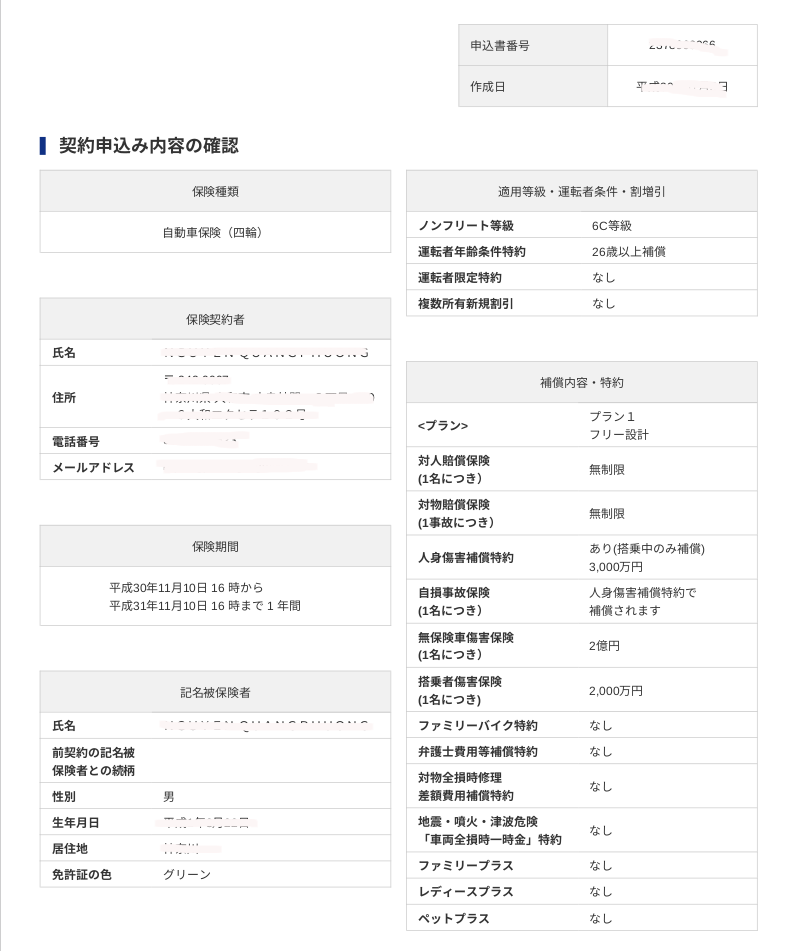 申込書番号
作成日
契約申込み内容の確認
保険種類
自動車保険（四輪）
保険契約者
氏名
住所
電話番号
メールアドレス
保険期間
平成30年11月10日 16 時から
平成31年11月10日 16 時まで 1 年間
記名被保険者
氏名
前契約の記名被
保険者との続柄
性別 男
生年月日
居住地
免許証の色 グリーン
適用等級・運転者条件・割増引
ノンフリート等級 6C等級
運転者年齢条件特約 26歳以上補償
運転者限定特約 なし
複数所有新規割引 なし
補償内容・特約
<プラン> プラン１
フリー設計
対人賠償保険
(1名につき） 無制限
対物賠償保険
(1事故につき） 無制限
人身傷害補償特約 あり(搭乗中のみ補償)
3,000万円
自損事故保険 人身傷害補償特約で
(1名につき） 補償されます
無保険車傷害保険
(1名につき） 2億円
搭乗者傷害保険
(1名につき) 2,000万円
ファミリーバイク特約 なし
弁護士費用等補償特約 なし
対物全損時修理
差額費用補償特約 なし
地震・噴火・津波危険
「車両全損時一時金」特約 なし
ファミリープラス なし
レディースプラス なし
ペットプラス なし